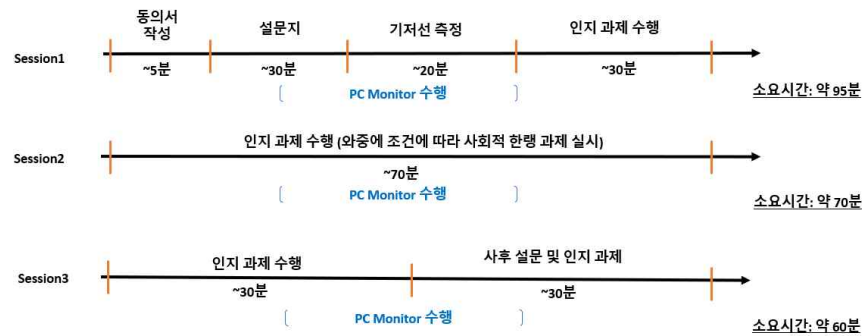 동의서
작성
설문지
기저선 측정
인지 과제 수행
Session1
~5분
~30분
~20분
~30분
PC Monitor 수행
소요시간: 약 95분
인지 과제 수행 (와중에 조건에 따라 사회적 한랭 과제 실시)
Session2
~70분
PC Monitor 수행
소요시간: 약 70분
인지 과제 수행
사후 설문 및 인지 과제
Session3
~30분
~30분
PC Monitor 수행
소요시간: 약 60분